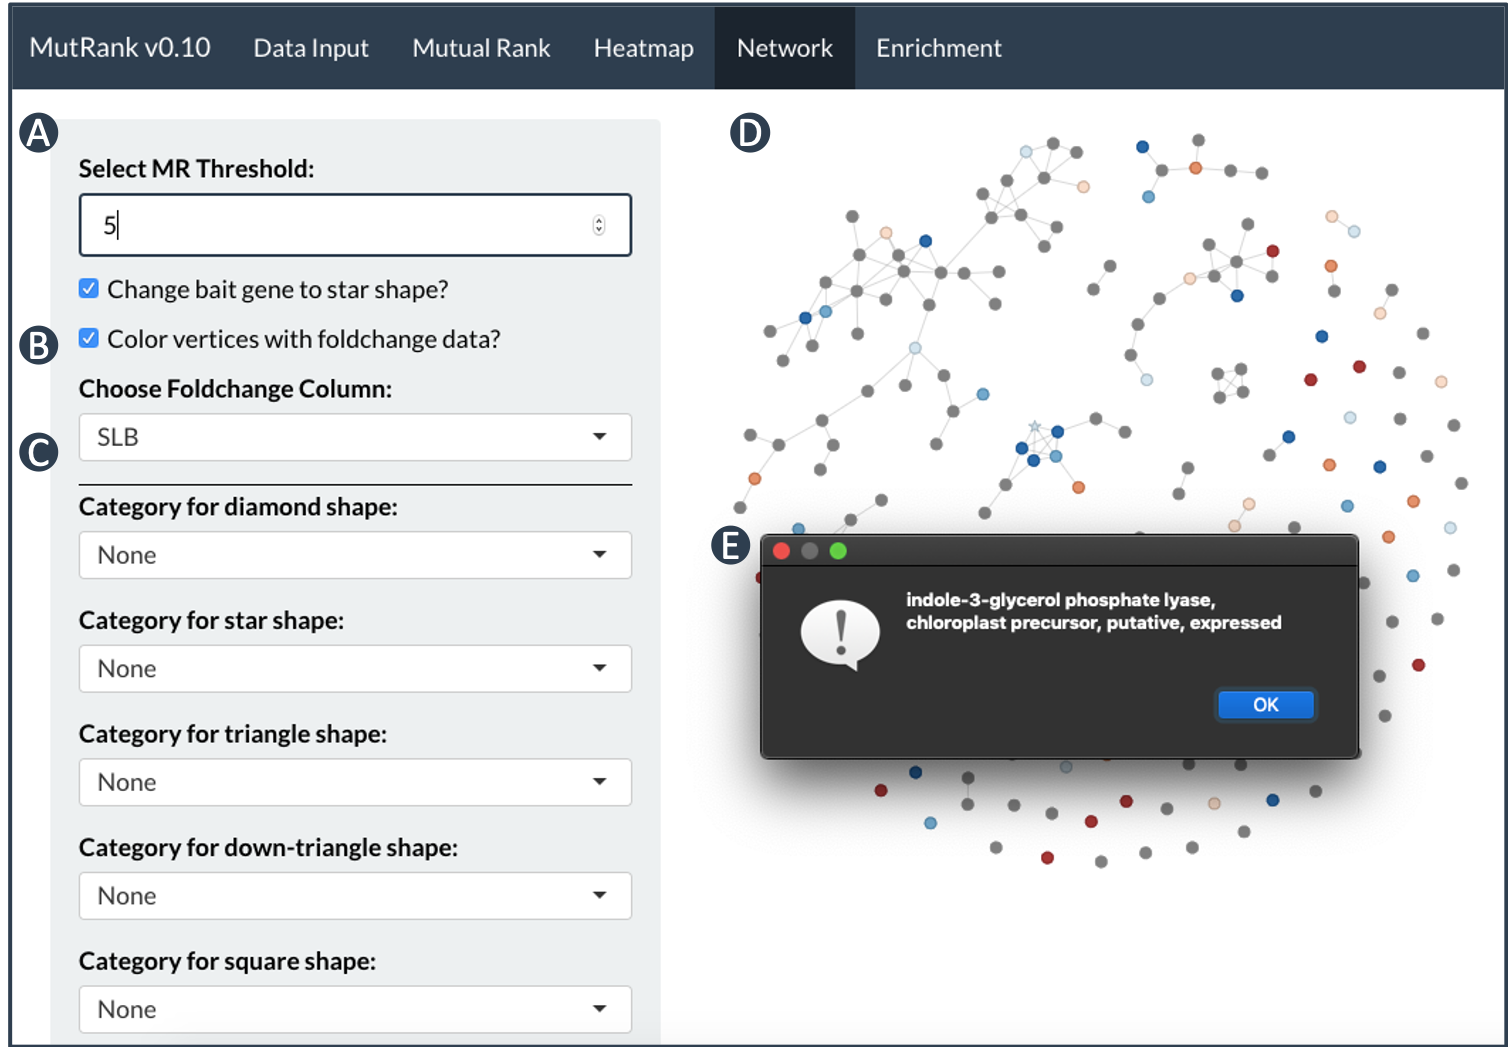 MutRank v0.10 Data Input Mutual Rank Heatmap Network Enrichment
A
Select MR Threshold:
5
Change bait gene to star shape?
B
Color vertices with foldchange data?
Choose Foldchange Column:
C
SLB
Category for diamond shape:
None
Category for star shape:
None
Category for triangle shape:
None
Category for down-triangle shape:
None
Category for square shape:
None
D
E
indole-3-glycerol phosphate lyase,
chloroplast precursor, putative, expressed
OK